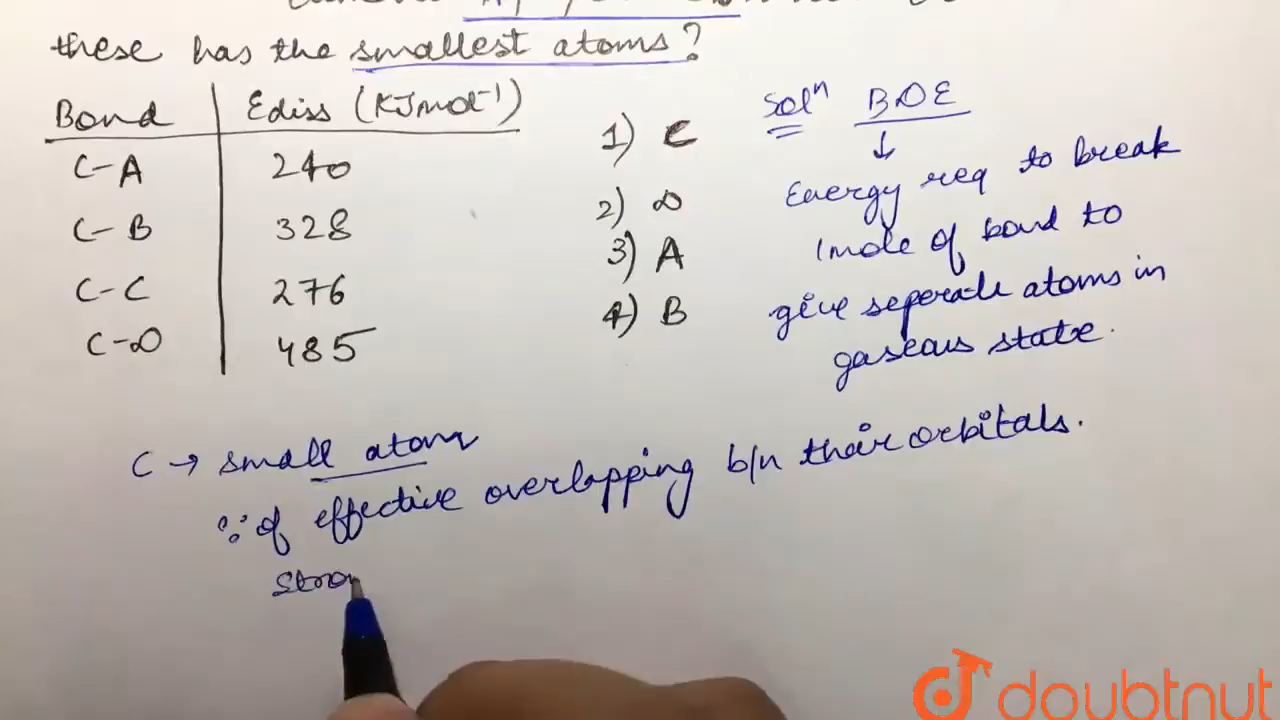 these has the smallest atoms?
Bond Ediss (KJmol⁻¹)
C-A 240
C-B 328
C-C 276
C-D 485
1) C
2) D
3) A
4) B
Solⁿ BDE
↓
Energy req to break
1mole of bond to
give seperate atoms in
gaseous state.
C → small atom
∵ of effective overlapping b/n their orbitals.
Stron
doubtnut